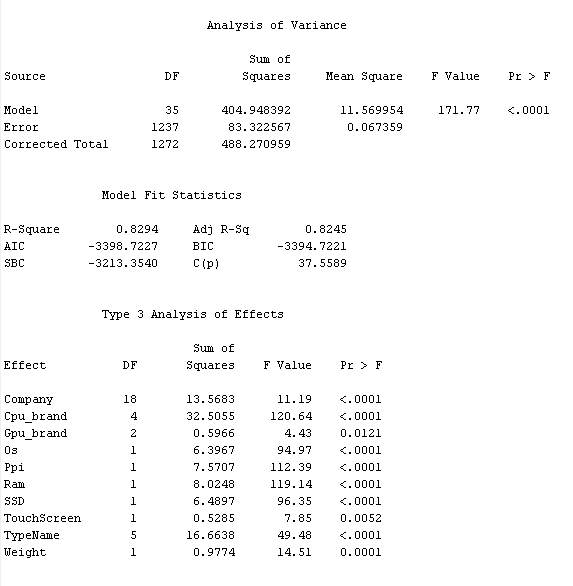 Analysis of Variance
Sum of
Source DF Squares Mean Square F Value Pr > F
Model 35 404.948392 11.569954 171.77 <.0001
Error 1237 83.322567 0.067359
Corrected Total 1272 488.270959
Model Fit Statistics
R-Square 0.8294 Adj R-Sq 0.8245
AIC -3398.7227 BIC -3394.7221
SBC -3213.3540 C(p) 37.5589
Type 3 Analysis of Effects
Sum of
Effect DF Squares F Value Pr > F
Company 18 13.5683 11.19 <.0001
Cpu_brand 4 32.5055 120.64 <.0001
Gpu_brand 2 0.5966 4.43 0.0121
Os 1 6.3967 94.97 <.0001
Ppi 1 7.5707 112.39 <.0001
Ram 1 8.0248 119.14 <.0001
SSD 1 6.4897 96.35 <.0001
TouchScreen 1 0.5285 7.85 0.0052
TypeName 5 16.6638 49.48 <.0001
Weight 1 0.9774 14.51 0.0001